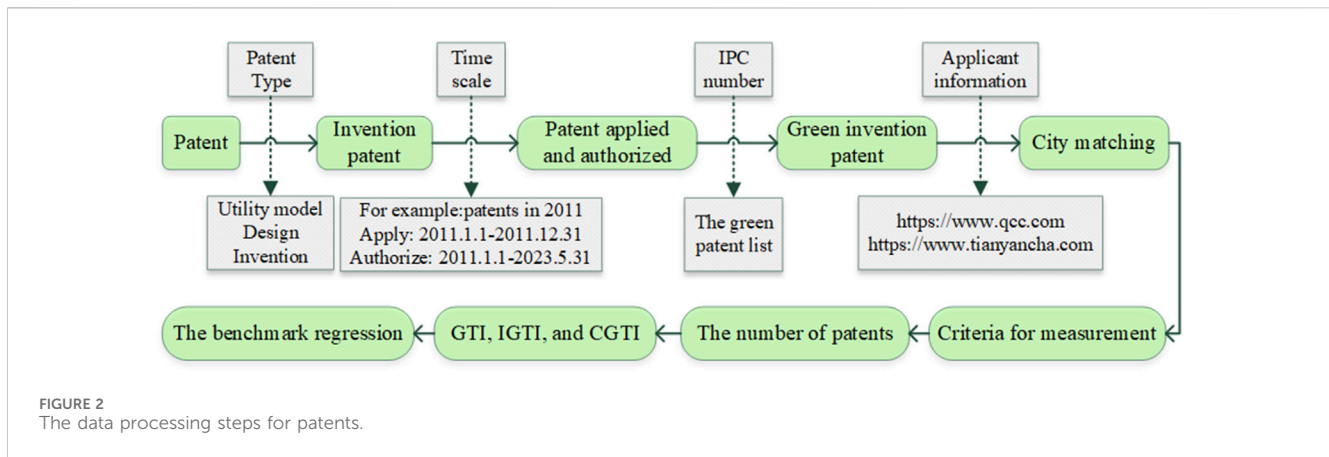 Patent
Type
Time
scale
IPC
number
Applicant
information
Patent
Invention
patent
Patent applied
and authorized
Green invention
patent
City matching
Utility model
Design
Invention
For example:patents in 2011
Apply: 2011.1.1-2011.12.31
Authorize: 2011.1.1-2023.5.31
The green
patent list
https://www.qcc.com
https://www.tianyancha.com
The benchmark regression
GTI, IGTI, and CGTI
The number of patents
Criteria for measurement
FIGURE 2
The data processing steps for patents.